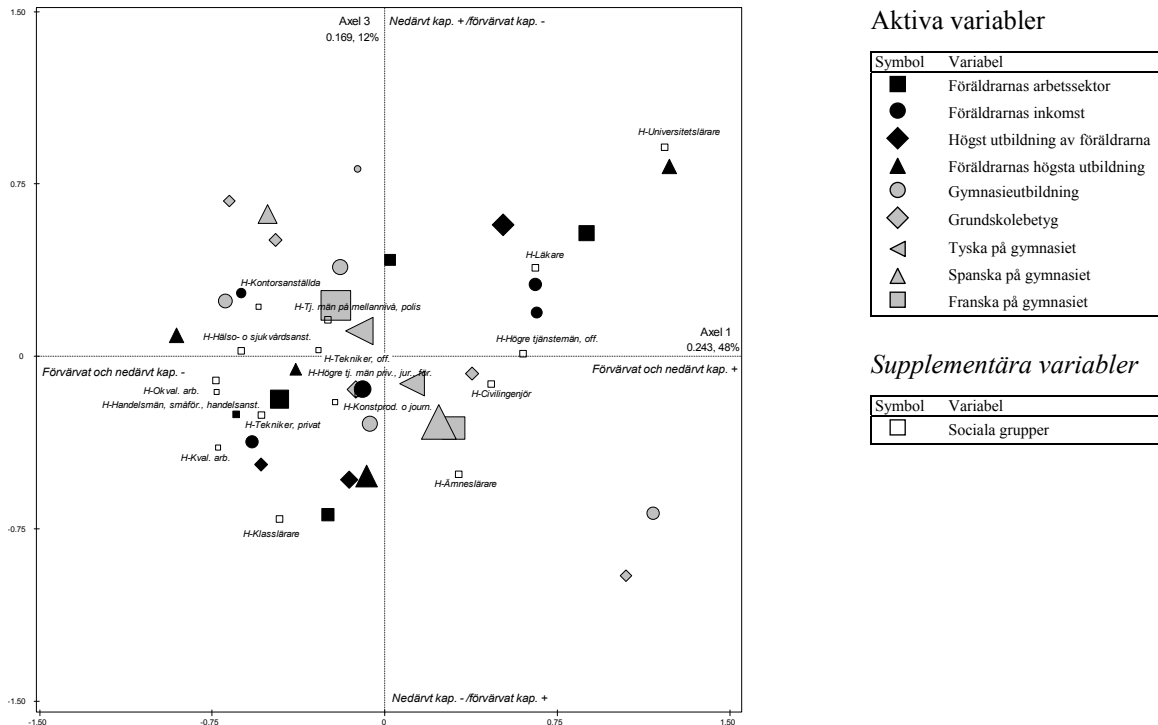 1.50
Axel 3
0.169, 12%
Nedärvt kap. + /förvärvat kap. -
H-Universitetslärare
0.75
H-Läkare
H-Kontorsanställda
H-Tj. män på mellannivå, polis
Axel 1
0.243, 48%
H-Hälso- o sjukvårdsanst.
H-Högre tjänstemän, off.
0
H-Tekniker, off.
Förvärvat och nedärvt kap. -
H-Högre tj. män priv., jur., för.
Förvärvat och nedärvt kap. +
H-Okval. arb.
H-Konstprod. o journ.
H-Civilingenjör
H-Handelsmän, småför., handelsanst.
H-Tekniker, privat
H-Kval. arb.
H-Ämneslärare
H-Klasslärare
-0.75
Nedärvt kap. - /förvärvat kap. +
-1.50
-1.50 -0.75 0 0.75 1.50
Aktiva variabler
Symbol Variabel
Föräldrarnas arbetssektor
Föräldrarnas inkomst
Högst utbildning av föräldrarna
Föräldrarnas högsta utbildning
Gymnasieutbildning
Grundskolebetyg
Tyska på gymnasiet
Spanska på gymnasiet
Franska på gymnasiet
Supplementära variabler
Symbol Variabel
Sociala grupper